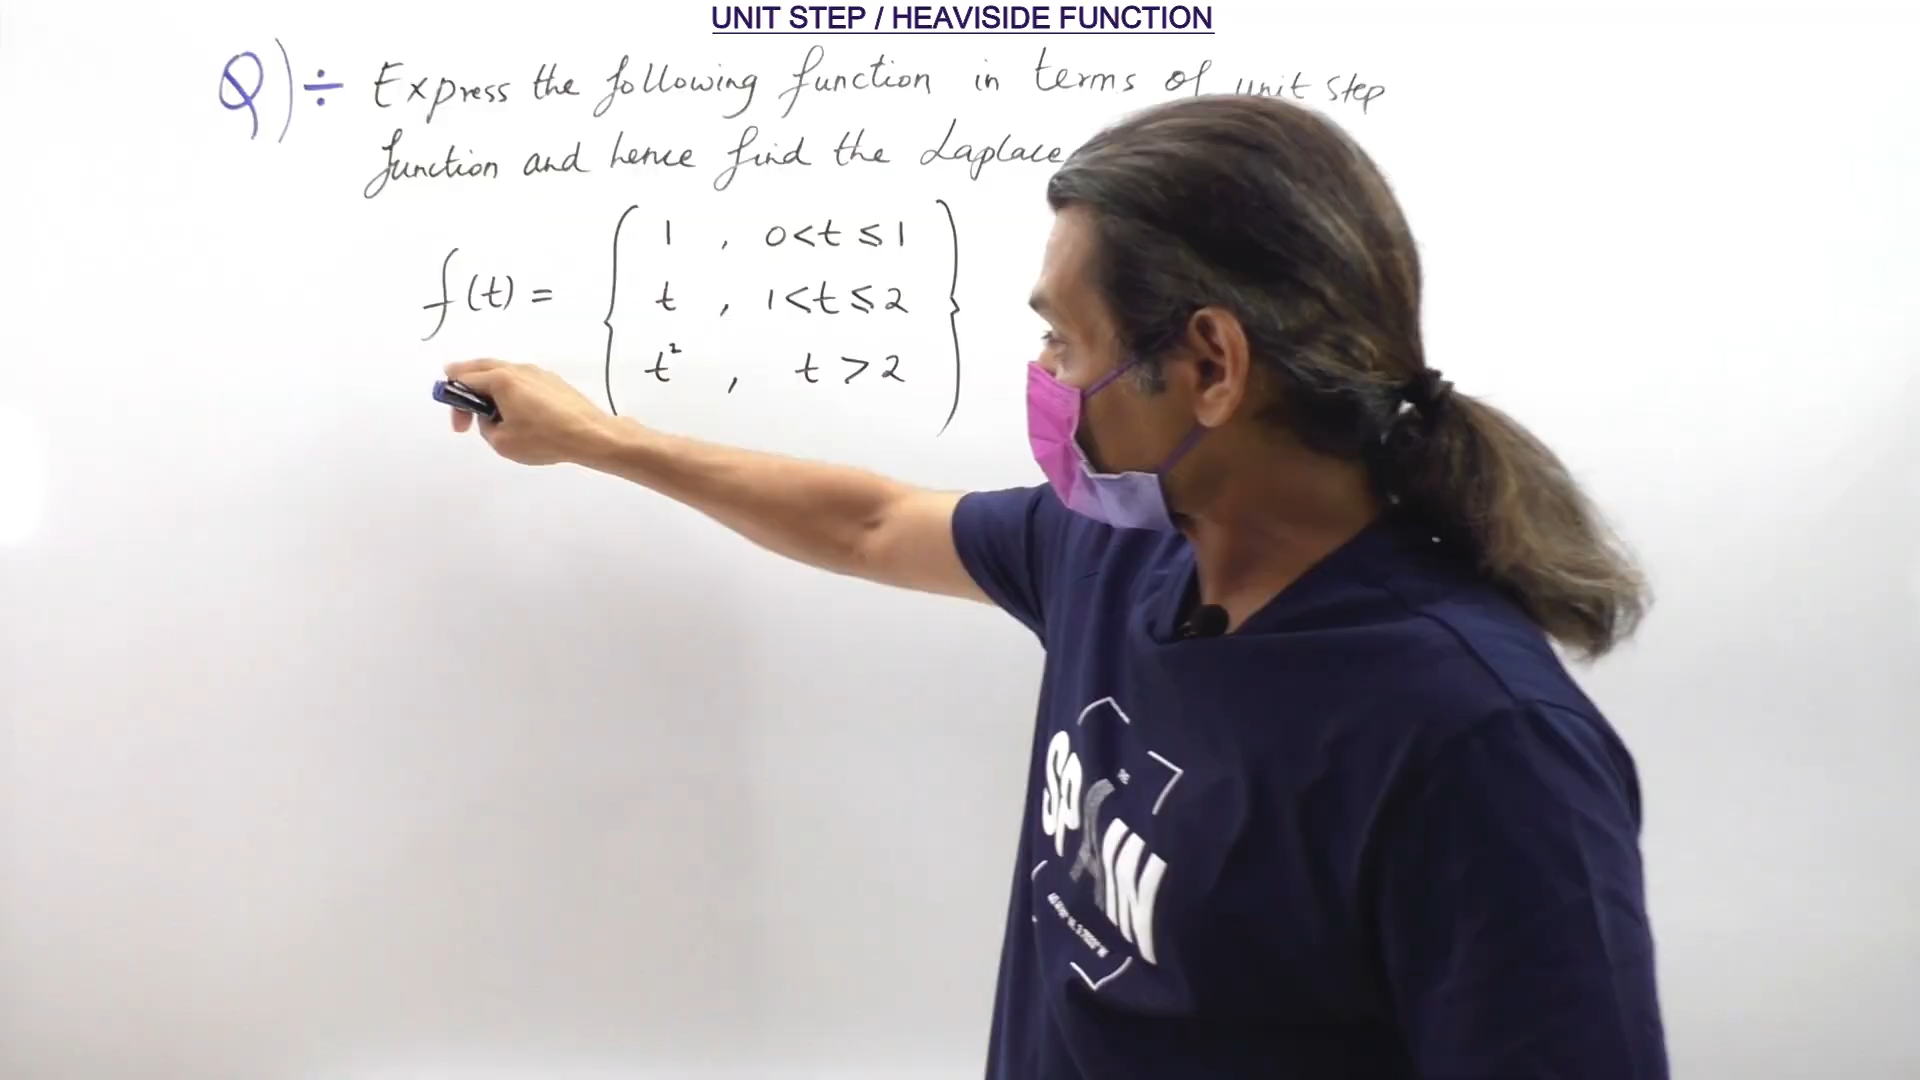 UNIT STEP / HEAVISIDE FUNCTION
Q) ÷ Express the following function in terms of unit step
function and hence find the Laplace
f(t) = { 1 , 0<t≤1
t , 1<t≤2
t² , t>2 }
SPAIN